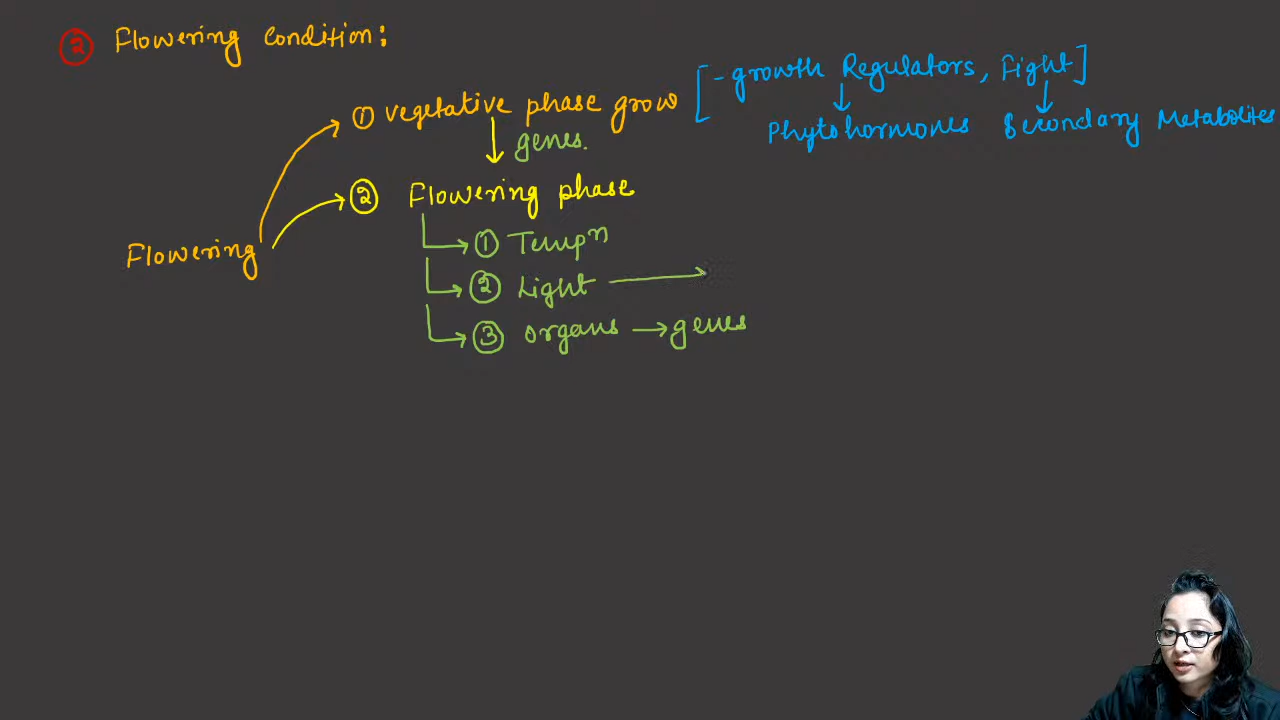 ② Flowering Condition:
[-growth Regulators, Fight]
① vegetative phase grow
Phytohormones Secondary Metabolites
genes.
② Flowering phase
Flowering
① Tempⁿ
② Light
③ organs → genes